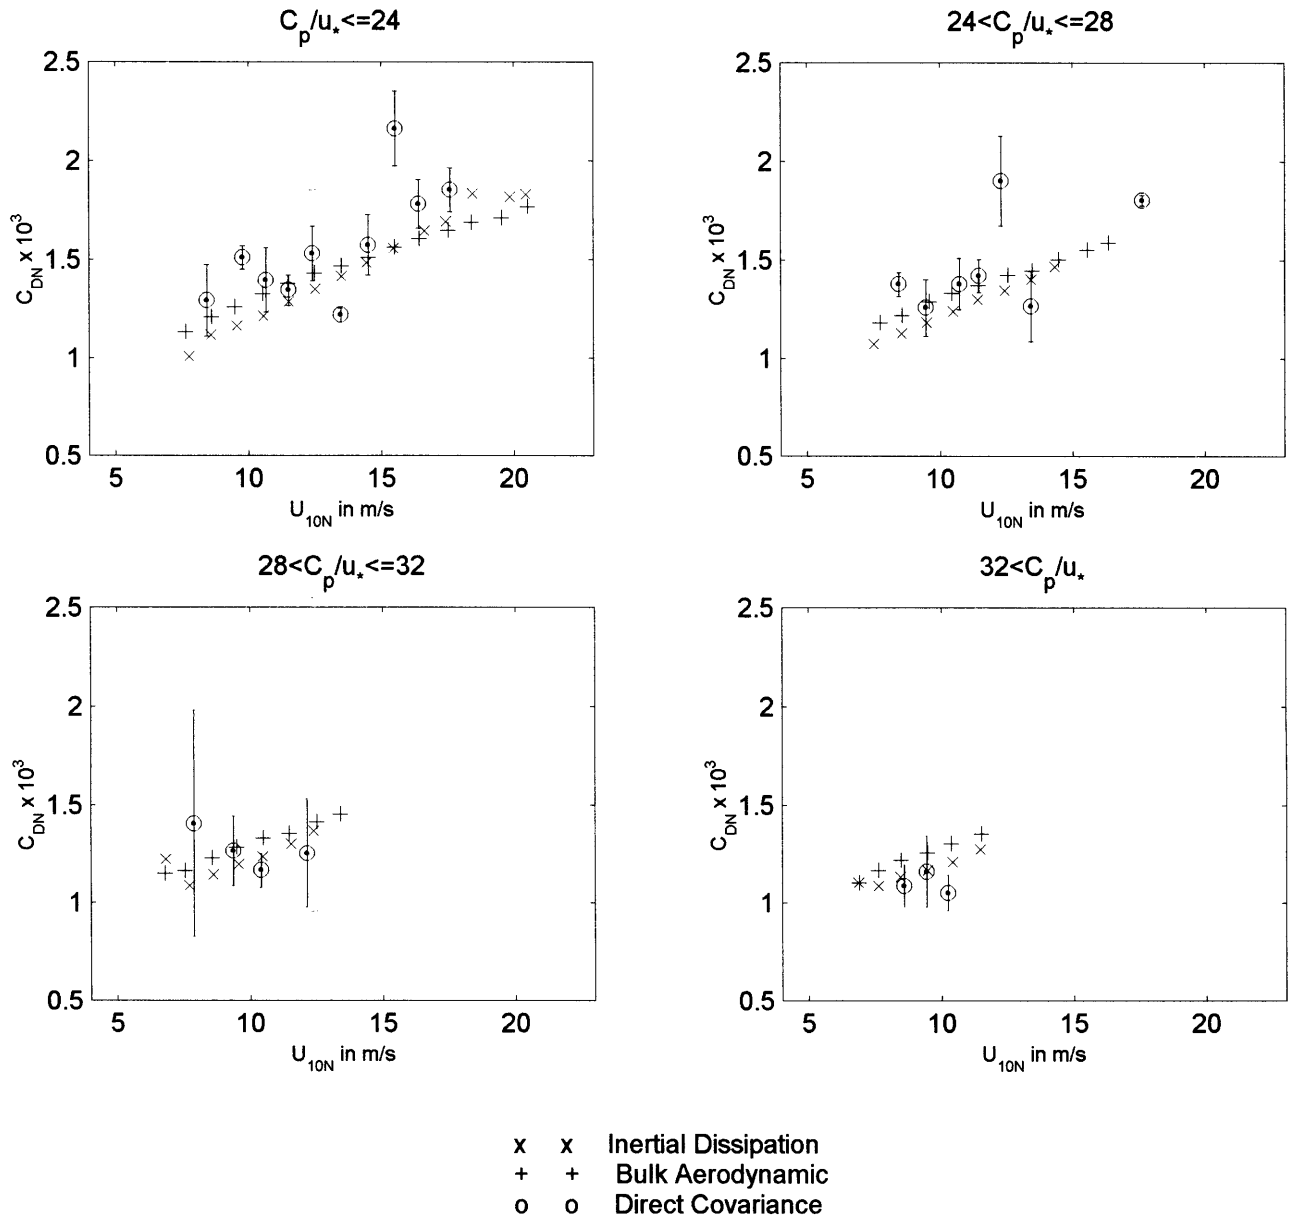 C_p/u_*<=24
2.5
2
1.5
1
0.5
C_DN x 10^3
5 10 15 20
U_10N in m/s
24<C_p/u_*<=28
2.5
2
1.5
1
0.5
C_DN x 10^3
5 10 15 20
U_10N in m/s
28<C_p/u_*<=32
2.5
2
1.5
1
0.5
C_DN x 10^3
5 10 15 20
U_10N in m/s
32<C_p/u_*
2.5
2
1.5
1
0.5
C_DN x 10^3
5 10 15 20
U_10N in m/s
x x Inertial Dissipation
+ + Bulk Aerodynamic
o o Direct Covariance